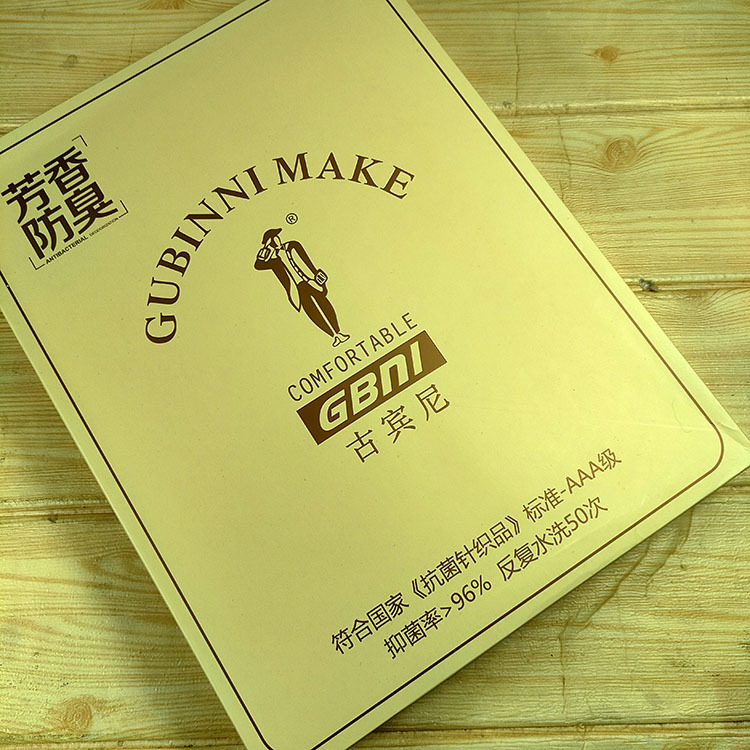 芳香
防臭
ANTIBACTERIAL
GUBINNI MAKE
®
COMFORTABLE
GBnI
古宾尼
符合国家《抗菌针织品》标准-AAA级
抑菌率>96% 反复水洗50次